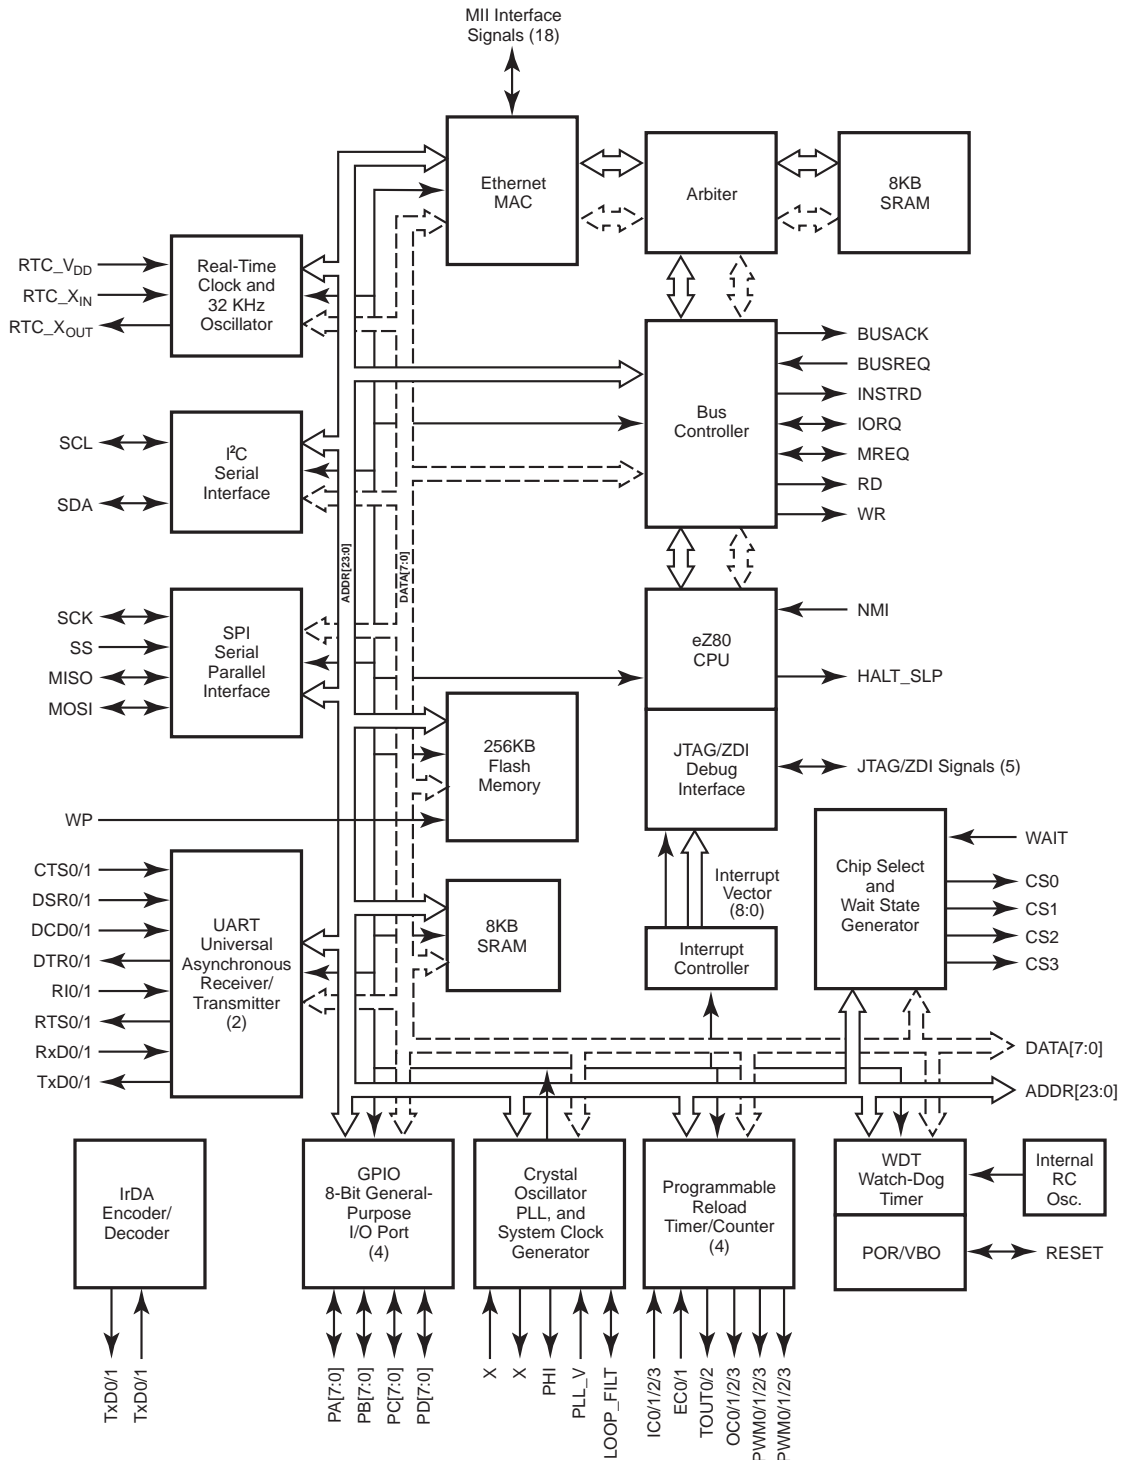 MII Interface
Signals (18)
Ethernet
MAC
Arbiter
8KB
SRAM
RTC_VDD
RTC_XIN
RTC_XOUT
Real-Time
Clock and
32 KHz
Oscillator
Bus
Controller
BUSACK
BUSREQ
INSTRD
IORQ
MREQ
RD
WR
SCL
SDA
I²C
Serial
Interface
ADDR[23:0]
DATA[7:0]
SCK
SS
MISO
MOSI
SPI
Serial
Parallel
Interface
eZ80
CPU
NMI
HALT_SLP
256KB
Flash
Memory
JTAG/ZDI
Debug
Interface
JTAG/ZDI Signals (5)
WP
CTS0/1
DSR0/1
DCD0/1
DTR0/1
RI0/1
RTS0/1
RxD0/1
TxD0/1
UART
Universal
Asynchronous
Receiver/
Transmitter
(2)
8KB
SRAM
Interrupt
Vector
(8:0)
Interrupt
Controller
Chip Select
and
Wait State
Generator
WAIT
CS0
CS1
CS2
CS3
DATA[7:0]
ADDR[23:0]
IrDA
Encoder/
Decoder
GPIO
8-Bit General-
Purpose
I/O Port
(4)
Crystal
Oscillator
PLL, and
System Clock
Generator
Programmable
Reload
Timer/Counter
(4)
WDT
Watch-Dog
Timer
POR/VBO
Internal
RC
Osc.
RESET
TxD0/1
TxD0/1
PA[7:0]
PB[7:0]
PC[7:0]
PD[7:0]
X
X
PHI
PLL_V
LOOP_FILT
IC0/1/2/3
EC0/1
TOUT0/2
OC0/1/2/3
PWM0/1/2/3
PWM0/1/2/3